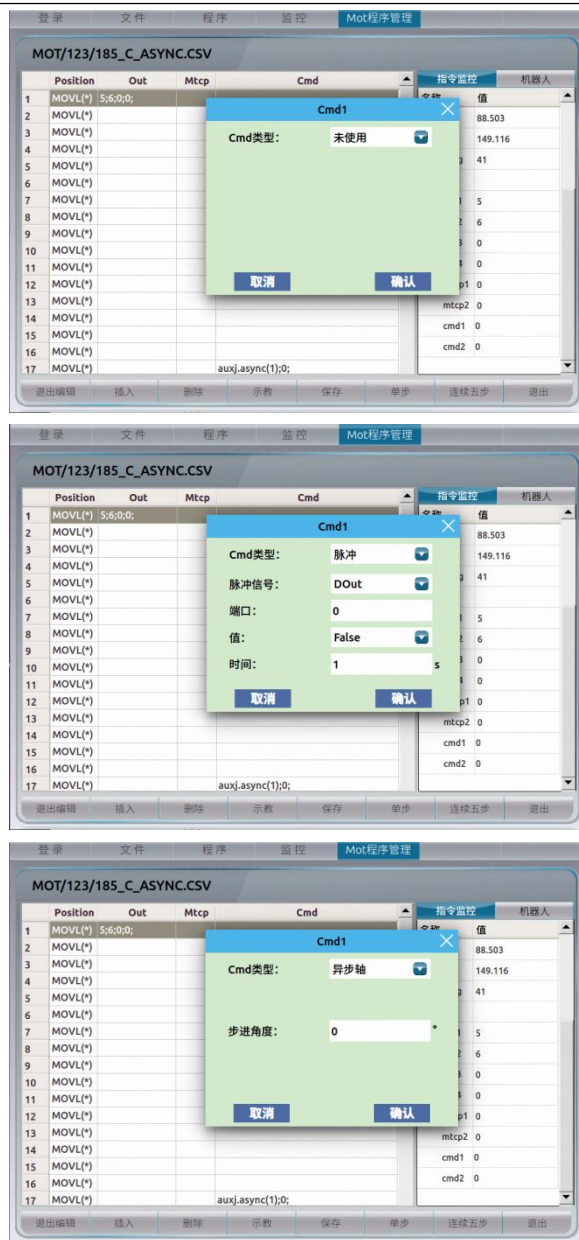 登录 文件 程序 监控 Mot程序管理
MOT/123/185_C_ASYNC.CSV
Position Out Mtcp Cmd 指令监控 机器人
1 MOVL(*) 5;6;0;0; 值
Cmd1
2 MOVL(*) 88.503
Cmd类型: 未使用
3 MOVL(*) 149.116
4 MOVL(*)
5 MOVL(*) 41
6 MOVL(*)
7 MOVL(*) 5
8 MOVL(*) 6
9 MOVL(*)
10 MOVL(*) 0
11 MOVL(*) 0
12 MOVL(*) 取消 确认 p1 0
13 MOVL(*) mtcp2 0
14 MOVL(*)
15 MOVL(*) cmd1 0
16 MOVL(*) cmd2 0
17 MOVL(*) auxj.async(1);0;
退出编辑 插入 删除 示教 保存 单步 连续五步 退出
登录 文件 程序 监控 Mot程序管理
MOT/123/185_C_ASYNC.CSV
Position Out Mtcp Cmd 指令监控 机器人
1 MOVL(*) 5;6;0;0; 值
Cmd1
2 MOVL(*) 88.503
3 MOVL(*) Cmd类型: 脉冲 149.116
4 MOVL(*)
5 MOVL(*) 脉冲信号: DOut 41
6 MOVL(*)
7 MOVL(*) 端口: 0 5
8 MOVL(*) 值: False 6
9 MOVL(*)
10 MOVL(*) 时间: 1 s 0
11 MOVL(*) 0
12 MOVL(*) 取消 确认 p1 0
13 MOVL(*) mtcp2 0
14 MOVL(*)
15 MOVL(*) cmd1 0
16 MOVL(*) cmd2 0
17 MOVL(*) auxj.async(1);0;
退出编辑 插入 删除 示教 保存 单步 连续五步 退出
登录 文件 程序 监控 Mot程序管理
MOT/123/185_C_ASYNC.CSV
Position Out Mtcp Cmd 指令监控 机器人
1 MOVL(*) 5;6;0;0; 值
Cmd1
2 MOVL(*) 88.503
3 MOVL(*) Cmd类型: 异步轴 149.116
4 MOVL(*)
5 MOVL(*) 41
6 MOVL(*)
7 MOVL(*) 步进角度: 0 ° 5
8 MOVL(*) 6
9 MOVL(*)
10 MOVL(*) 0
11 MOVL(*) 0
12 MOVL(*) 取消 确认 p1 0
13 MOVL(*) mtcp2 0
14 MOVL(*)
15 MOVL(*) cmd1 0
16 MOVL(*) cmd2 0
17 MOVL(*) auxj.async(1);0;
退出编辑 插入 删除 示教 保存 单步 连续五步 退出